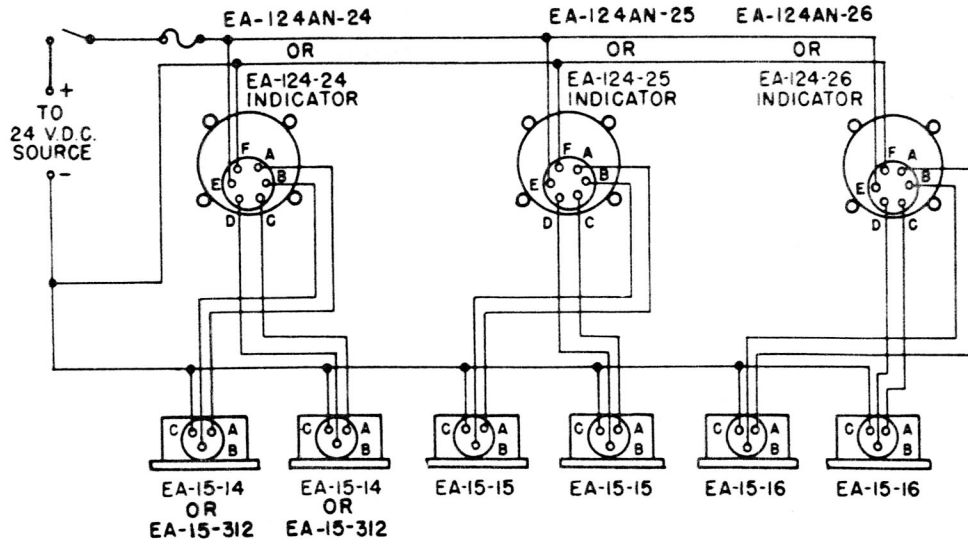 EA-124AN-24
OR
EA-124-24
INDICATOR
EA-124AN-25
OR
EA-124-25
INDICATOR
EA-124AN-26
OR
EA-124-26
INDICATOR
+
TO
24 V.D.C.
SOURCE
-
F A
E B
D C
F A
E B
D C
F A
E B
D C
C A
B
C A
B
C A
B
C A
B
C A
B
C A
B
EA-15-14
OR
EA-15-312
EA-15-14
OR
EA-15-312
EA-15-15
EA-15-15
EA-15-16
EA-15-16